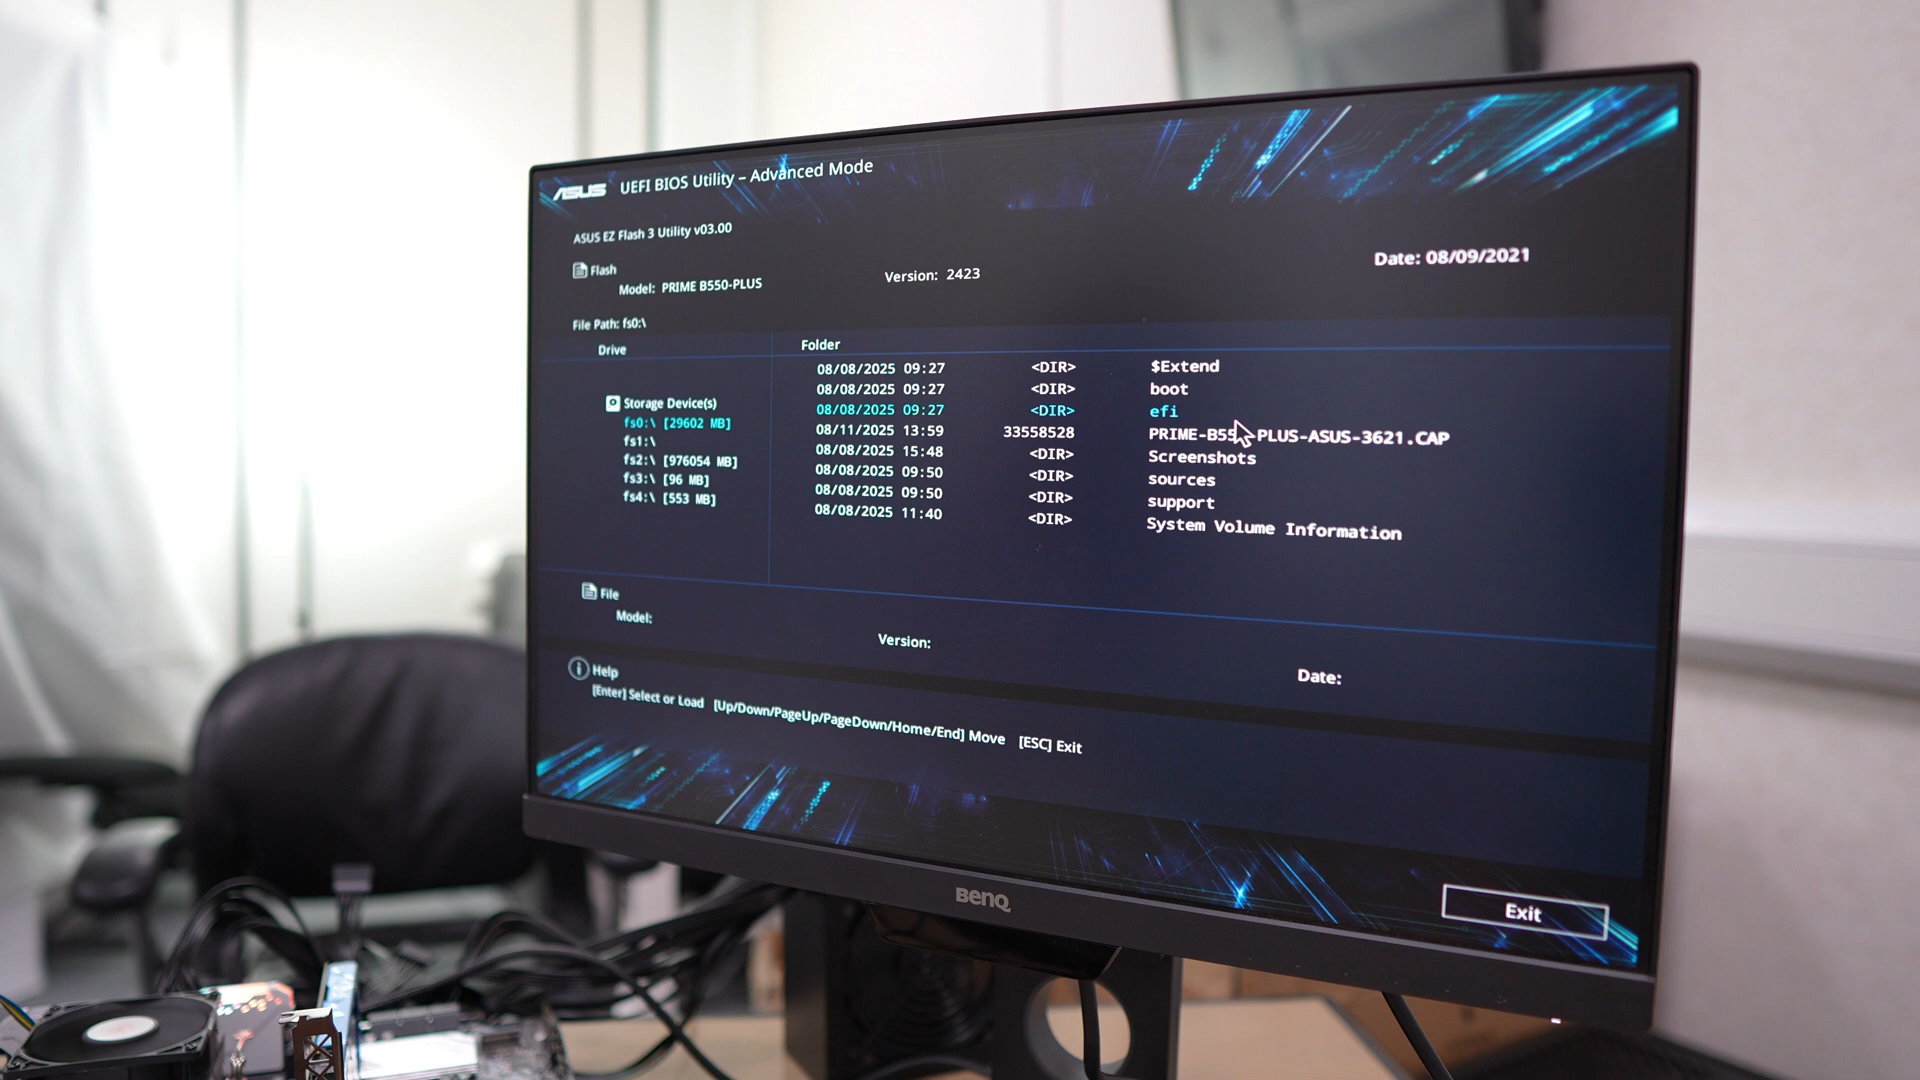 ASUS UEFI BIOS Utility – Advanced Mode
ASUS EZ Flash 3 Utility v03.00
Flash
Model: PRIME B550-PLUS Version: 2423 Date: 08/09/2021
File Path: fs0:\
Drive Folder
Storage Device(s)
fs0:\ [29602 MB]
fs1:\
fs2:\ [976054 MB]
fs3:\ [96 MB]
fs4:\ [553 MB]
08/08/2025 09:27 <DIR> $Extend
08/08/2025 09:27 <DIR> boot
08/08/2025 09:27 <DIR> efi
08/11/2025 13:59 33558528 PRIME-B550-PLUS-ASUS-3621.CAP
08/08/2025 15:48 <DIR> Screenshots
08/08/2025 09:50 <DIR> sources
08/08/2025 09:50 <DIR> support
08/08/2025 11:40 <DIR> System Volume Information
File
Model: Version: Date:
Help
[Enter] Select or Load [Up/Down/PageUp/PageDown/Home/End] Move [ESC] Exit
Exit
BenQ